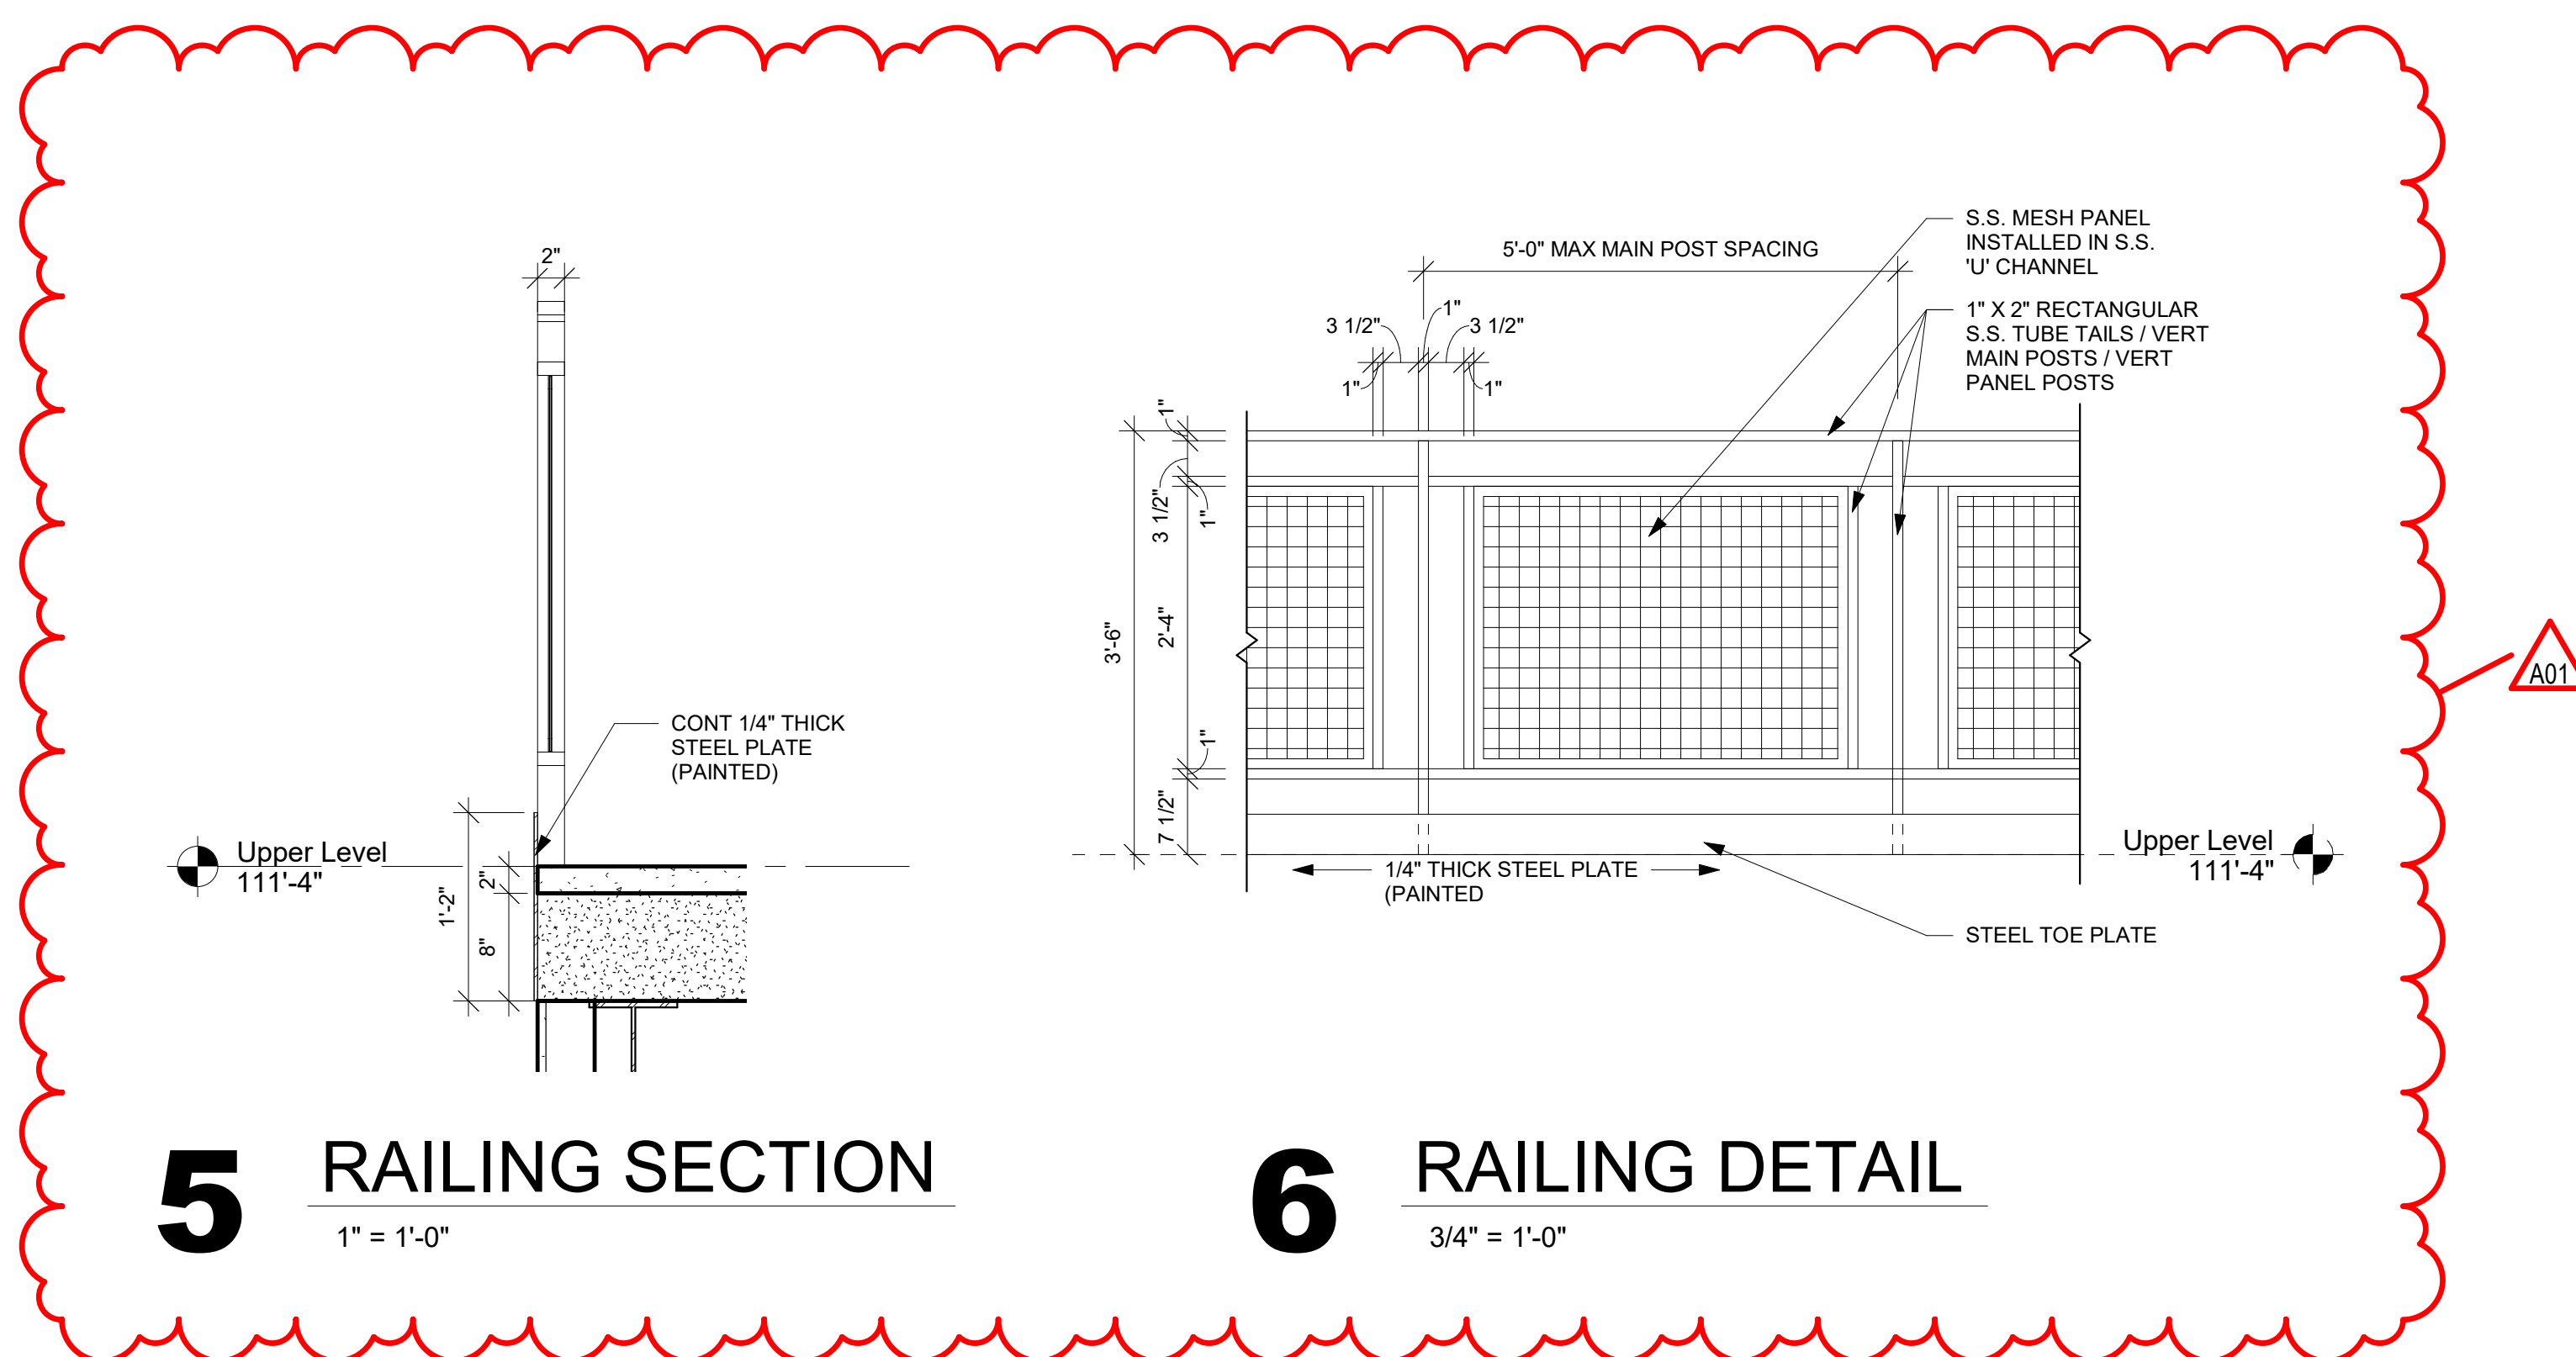 2"
CONT 1/4" THICK
STEEL PLATE
(PAINTED)
Upper Level
111'-4"
1'-2"
2"
8"
5
RAILING SECTION
1" = 1'-0"
5'-0" MAX MAIN POST SPACING
3 1/2"
1"
3 1/2"
1"
1"
S.S. MESH PANEL
INSTALLED IN S.S.
'U' CHANNEL
1" X 2" RECTANGULAR
S.S. TUBE TAILS / VERT
MAIN POSTS / VERT
PANEL POSTS
1"
3 1/2"
1"
3'-6"
2'-4"
1"
7 1/2"
Upper Level
111'-4"
1/4" THICK STEEL PLATE
(PAINTED
STEEL TOE PLATE
6
RAILING DETAIL
3/4" = 1'-0"
A01